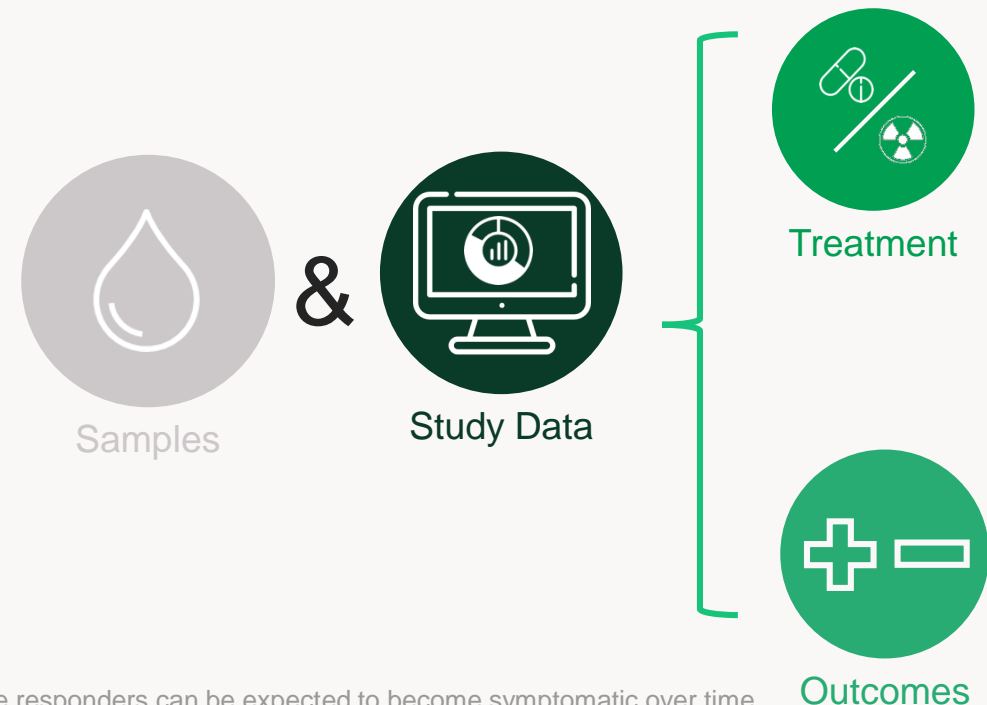 Treatment
&
Samples
Study Data
responders can be expected to become symptomatic over time
Outcomes